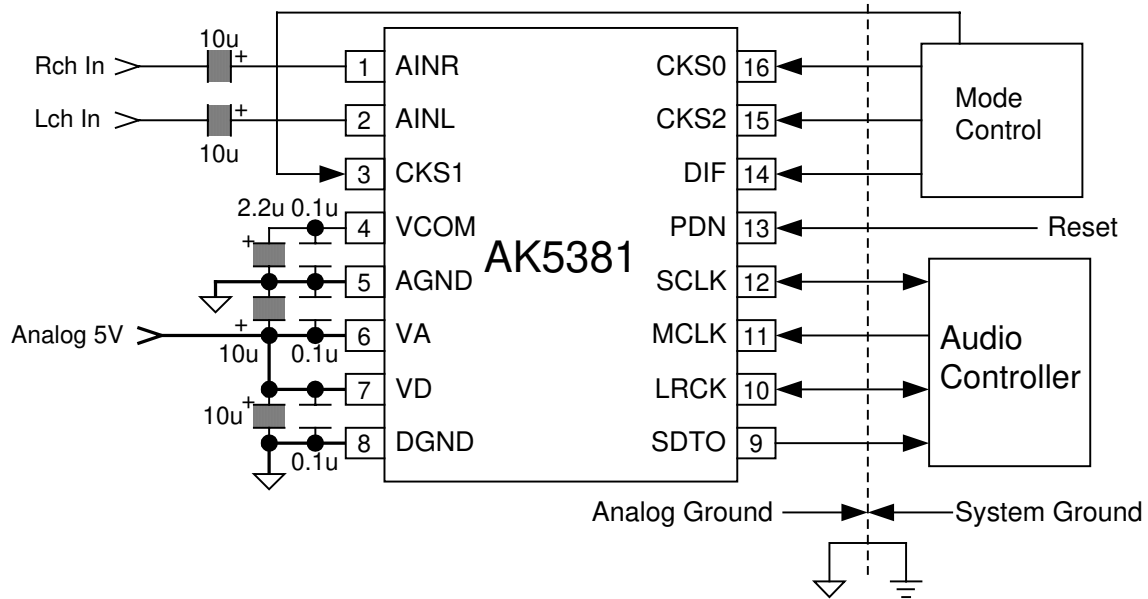 10u
+
Rch In
1
AINR
CKS0
16
Mode
Control
Lch In
+
10u
2
AINL
CKS2
15
3
CKS1
DIF
14
2.2u 0.1u
+
4
VCOM
PDN
13
Reset
AK5381
5
AGND
SCLK
12
Analog 5V
+
10u
0.1u
6
VA
MCLK
11
Audio
Controller
7
VD
LRCK
10
10u
+
0.1u
8
DGND
SDTO
9
Analog Ground
System Ground